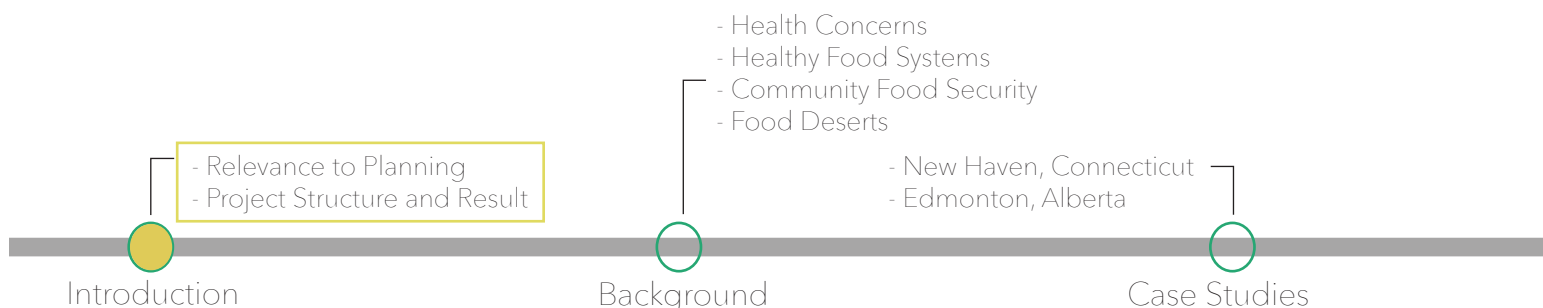 - Health Concerns
- Healthy Food Systems
- Community Food Security
- Food Deserts
- Relevance to Planning
- Project Structure and Result
- New Haven, Connecticut
- Edmonton, Alberta
Introduction
Background
Case Studies